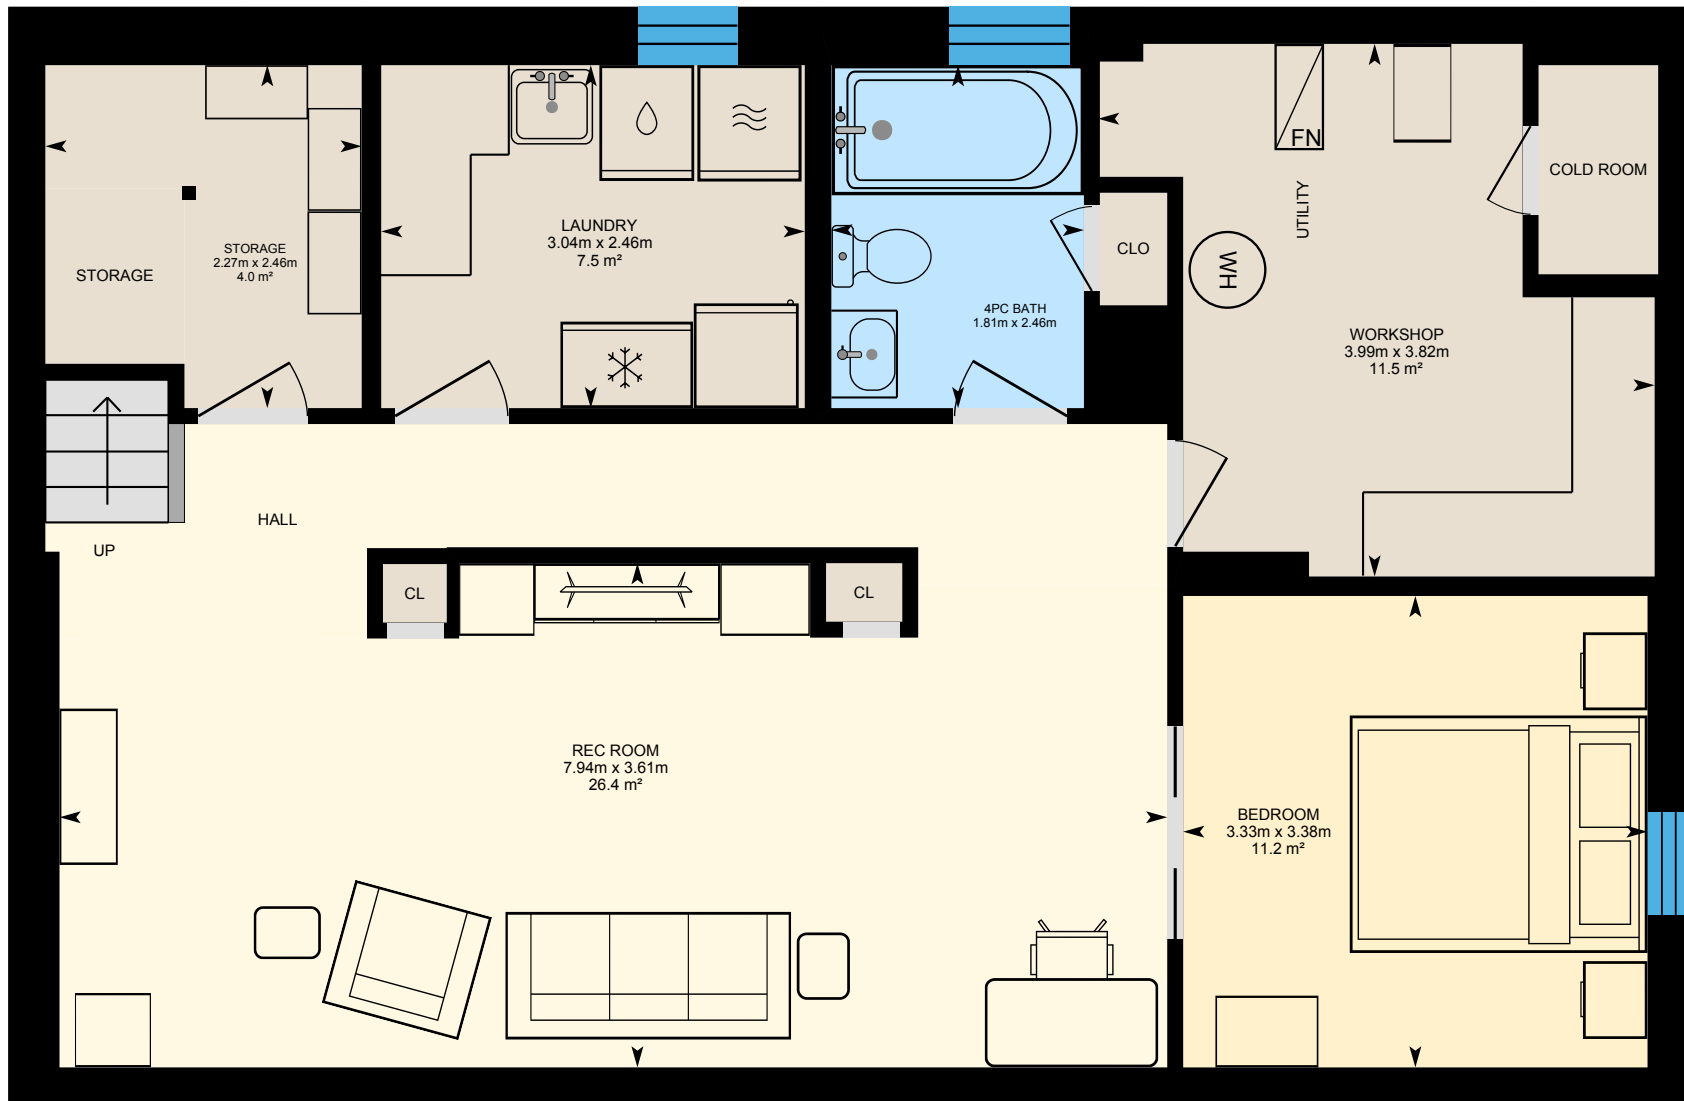 FN
COLD ROOM
UTILITY
STORAGE
2.27m x 2.46m
4.0 m²
STORAGE
LAUNDRY
3.04m x 2.46m
7.5 m²
CLO
WH
4PC BATH
1.81m x 2.46m
WORKSHOP
3.99m x 3.82m
11.5 m²
HALL
UP
CL
CL
REC ROOM
7.94m x 3.61m
26.4 m²
BEDROOM
3.33m x 3.38m
11.2 m²